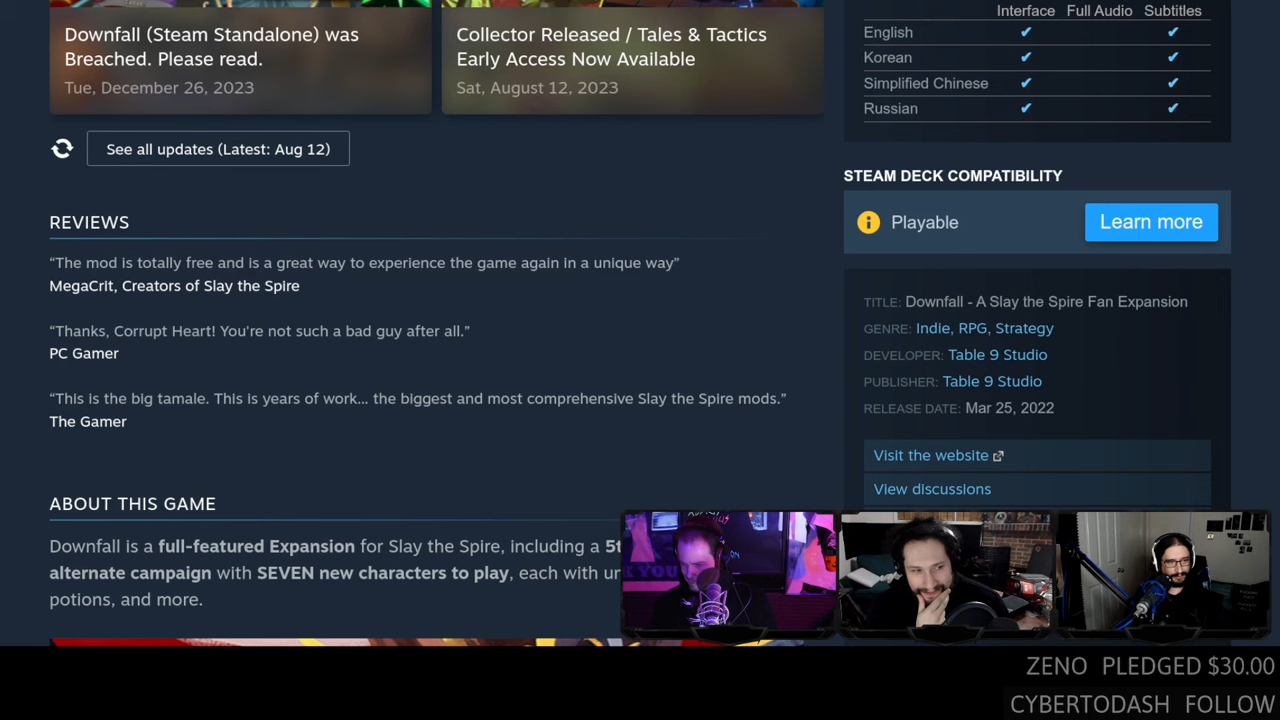 Downfall (Steam Standalone) was
Breached. Please read.
Tue, December 26, 2023
Collector Released / Tales & Tactics
Early Access Now Available
Sat, August 12, 2023
See all updates (Latest: Aug 12)
REVIEWS
“The mod is totally free and is a great way to experience the game again in a unique way”
MegaCrit, Creators of Slay the Spire
“Thanks, Corrupt Heart! You're not such a bad guy after all.”
PC Gamer
“This is the big tamale. This is years of work... the biggest and most comprehensive Slay the Spire mods.”
The Gamer
ABOUT THIS GAME
Downfall is a full-featured Expansion for Slay the Spire, including a
alternate campaign with SEVEN new characters to play, each with
potions, and more.
Interface Full Audio Subtitles
English ✔ ✔
Korean ✔ ✔
Simplified Chinese ✔ ✔
Russian ✔ ✔
STEAM DECK COMPATIBILITY
Playable
Learn more
TITLE: Downfall - A Slay the Spire Fan Expansion
GENRE: Indie, RPG, Strategy
DEVELOPER: Table 9 Studio
PUBLISHER: Table 9 Studio
RELEASE DATE: Mar 25, 2022
Visit the website
View discussions
ZENO PLEDGED $30.00
CYBERTODASH FOLLOW